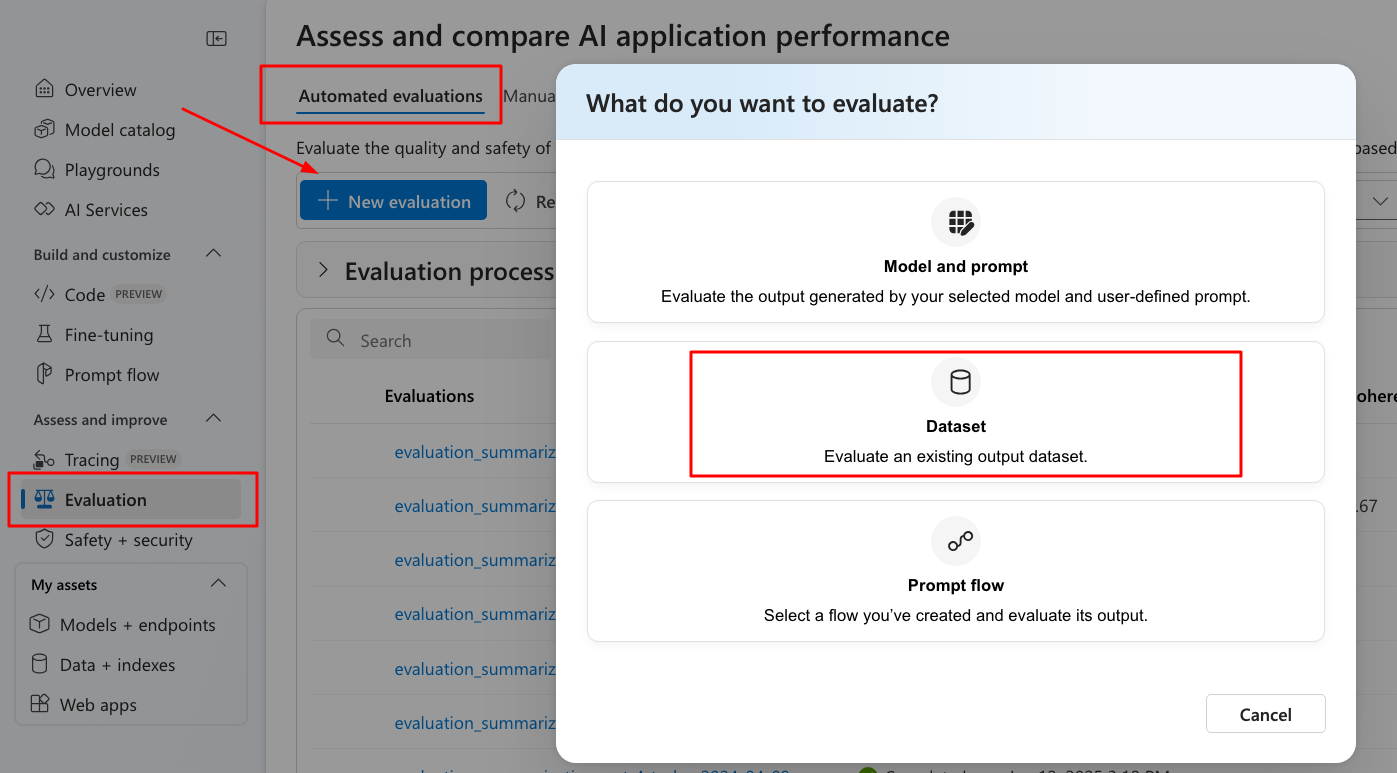 Assess and compare AI application performance
Overview
Model catalog
Playgrounds
AI Services
Build and customize
Code PREVIEW
Fine-tuning
Prompt flow
Assess and improve
Tracing PREVIEW
Evaluation
Safety + security
My assets
Models + endpoints
Data + indexes
Web apps
Automated evaluations
Manua
Evaluate the quality and safety of
based
New evaluation
Re
Evaluation process
Search
Evaluations
ohere
evaluation_summariz
evaluation_summariz
.67
evaluation_summariz
evaluation_summariz
evaluation_summariz
evaluation_summariz
What do you want to evaluate?
Model and prompt
Evaluate the output generated by your selected model and user-defined prompt.
Dataset
Evaluate an existing output dataset.
Prompt flow
Select a flow you’ve created and evaluate its output.
Cancel